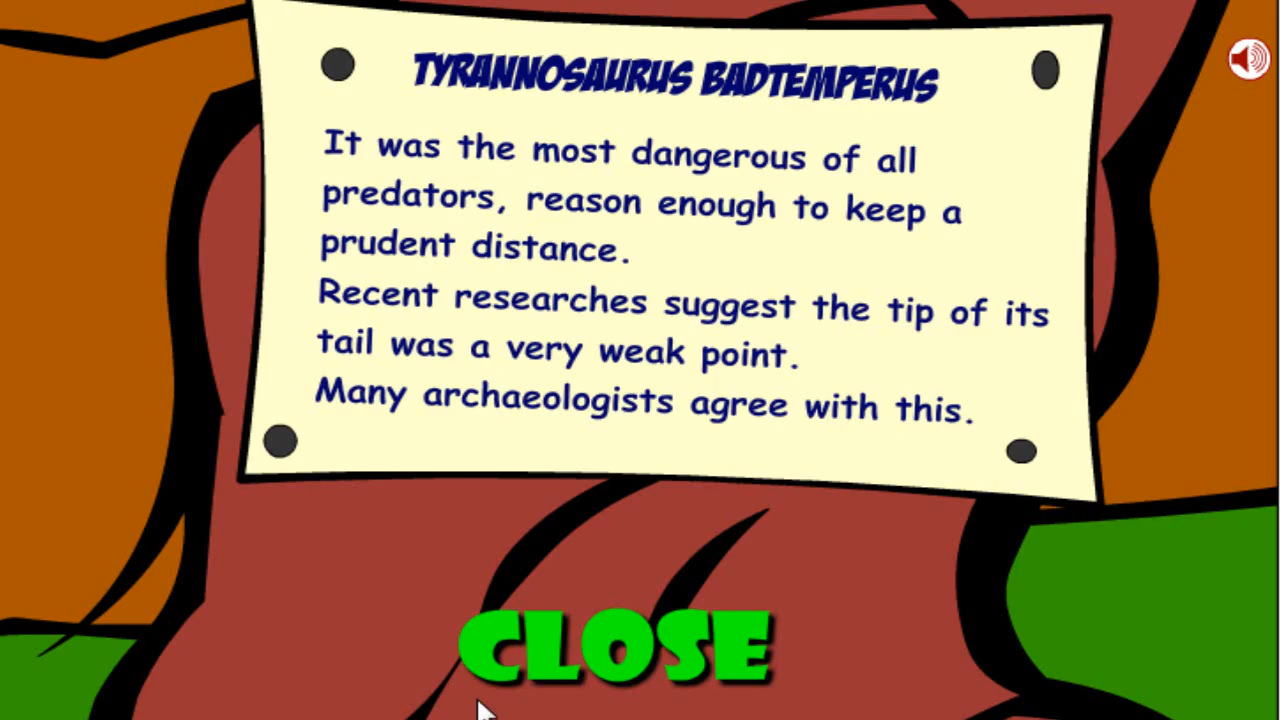 TYRANNOSAURUS BADTEMPERUS
It was the most dangerous of all
predators, reason enough to keep a
prudent distance.
Recent researches suggest the tip of its
tail was a very weak point.
Many archaeologists agree with this.
CLOSE